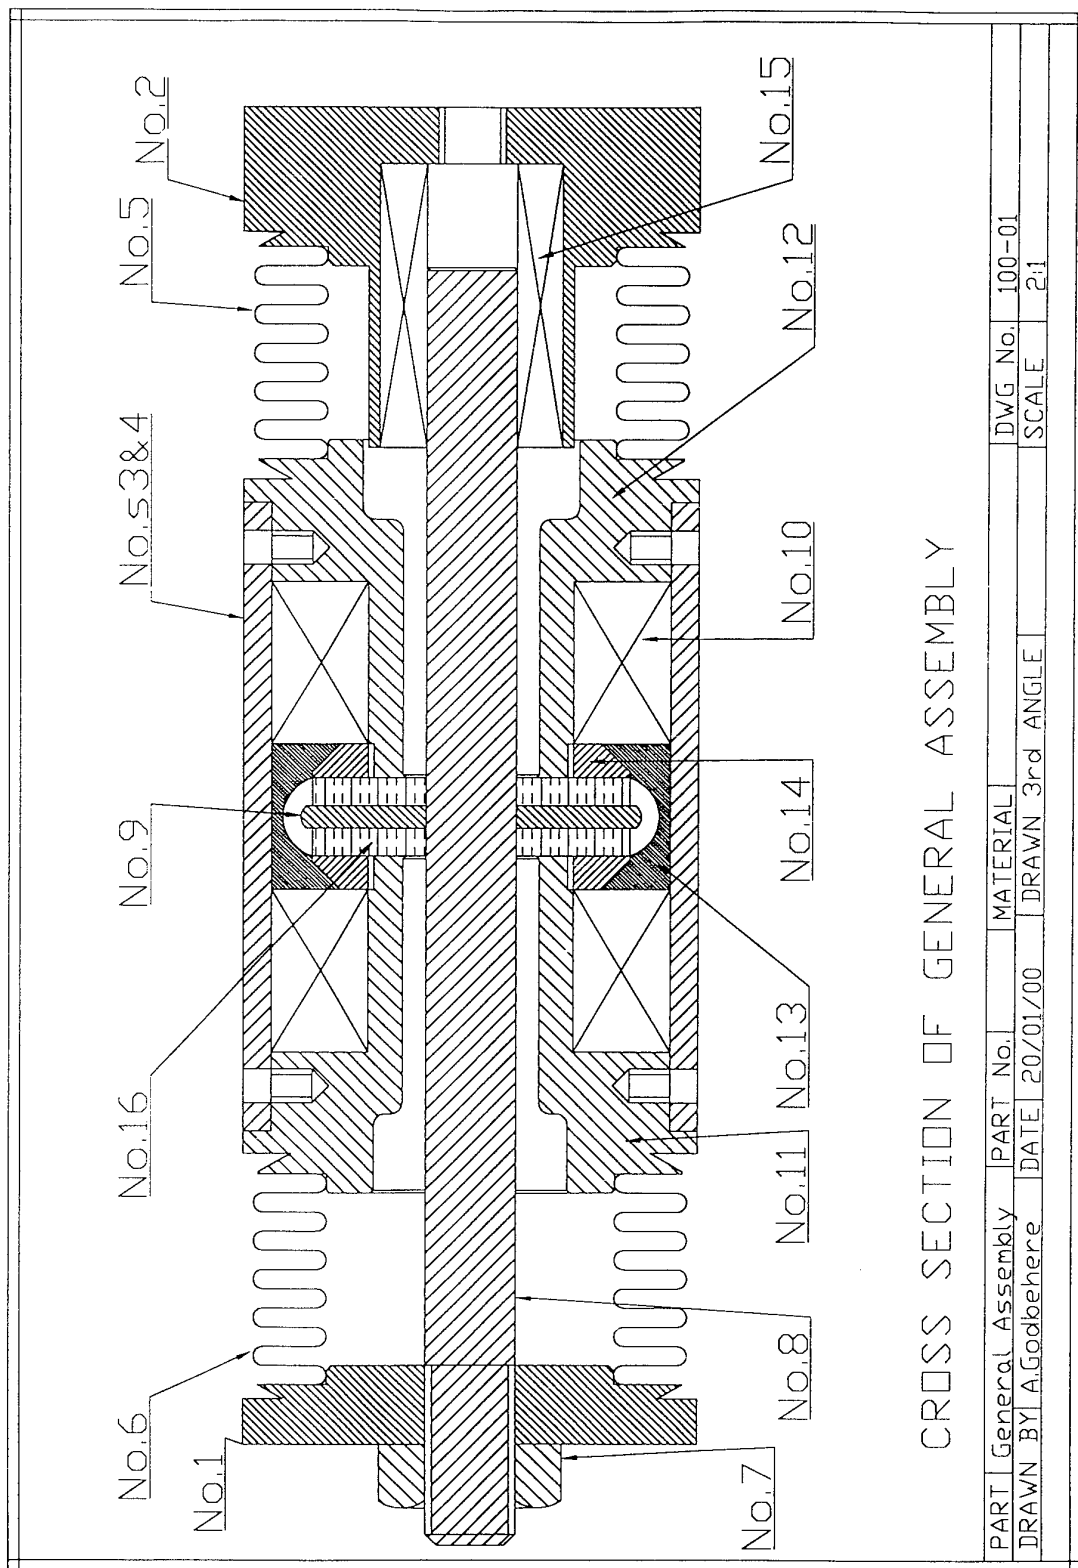 No.1
No.6
No.16
No.9
No.s3&4
No.5
No.2
No.7
No.8
No.11
No.13
No.14
No.10
No.12
No.15
CROSS SECTION OF GENERAL ASSEMBLY
PART General Assembly PART No. MATERIAL DWG No. 100-01
DRAWN BY A.Godbehere DATE 20/01/00 DRAWN 3rd ANGLE SCALE 2:1